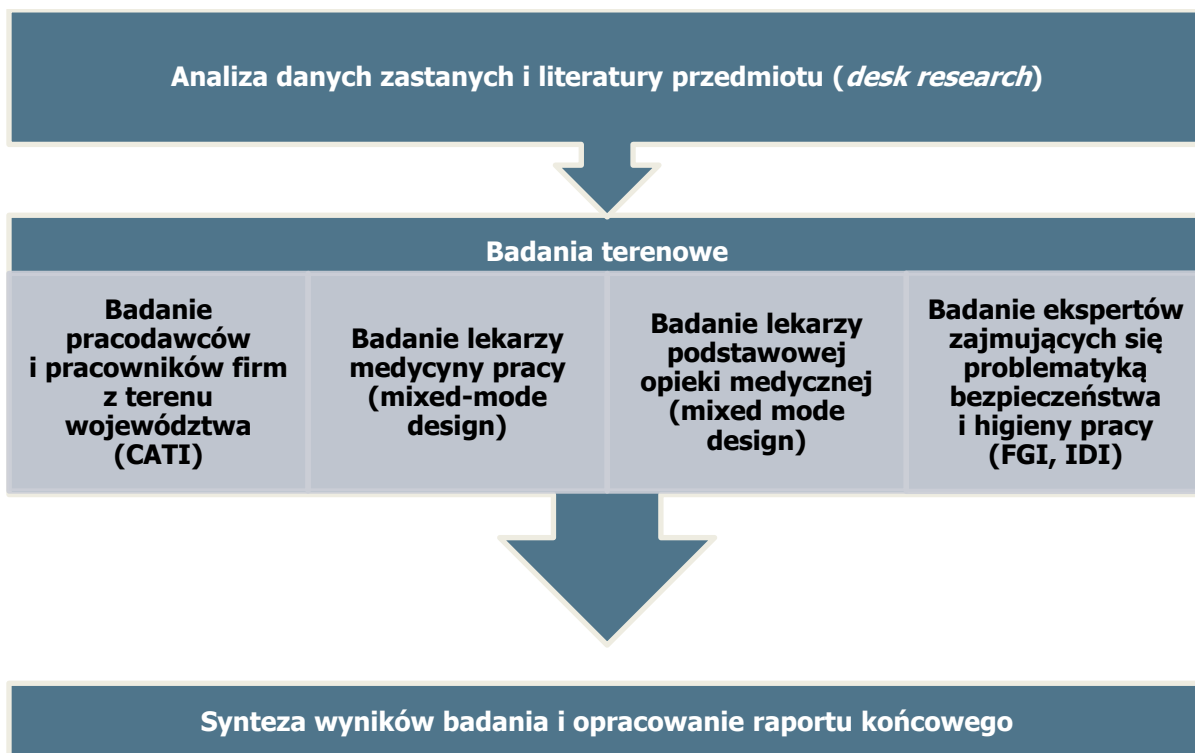 Analiza danych zastanych i literatury przedmiotu (desk research)
Badania terenowe
Badanie
pracodawców
i pracowników firm
z terenu
województwa
(CATI)
Badanie lekarzy
medycyny pracy
(mixed-mode
design)
Badanie lekarzy
podstawowej
opieki medycznej
(mixed mode
design)
Badanie ekspertów
zajmujących się
problematyką
bezpieczeństwa
i higieny pracy
(FGI, IDI)
Synteza wyników badania i opracowanie raportu końcowego